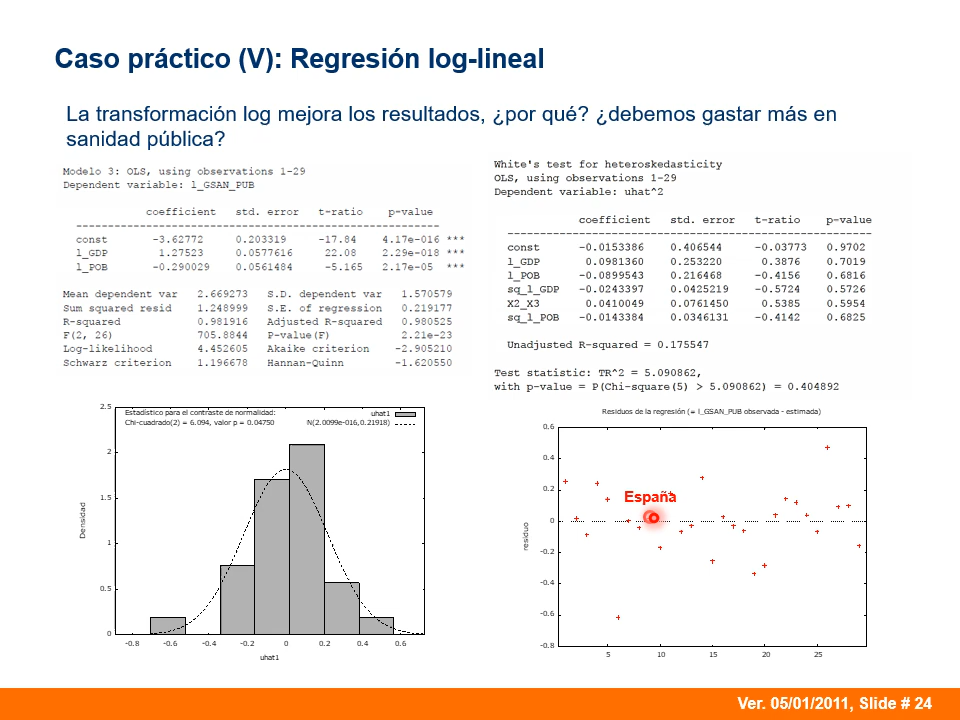 Caso práctico (V): Regresión log-lineal
La transformación log mejora los resultados, ¿por qué? ¿debemos gastar más en
sanidad pública?
Modelo 3: OLS, using observations 1-29
Dependent variable: l_GSAN_PUB
coefficient std. error t-ratio p-value
const -3.62772 0.203319 -17.84 4.17e-016 ***
l_GDP 1.27523 0.0577616 22.08 2.29e-018 ***
l_POB -0.290029 0.0561484 -5.165 2.17e-05 ***
Mean dependent var 2.669273 S.D. dependent var 1.570579
Sum squared resid 1.248999 S.E. of regression 0.219177
R-squared 0.981916 Adjusted R-squared 0.980525
F(2, 26) 705.8844 P-value(F) 2.21e-23
Log-likelihood 4.452605 Akaike criterion -2.905210
Schwarz criterion 1.196678 Hannan-Quinn -1.620550
White's test for heteroskedasticity
OLS, using observations 1-29
Dependent variable: uhat^2
coefficient std. error t-ratio p-value
const -0.0153386 0.406544 -0.03773 0.9702
l_GDP 0.0981360 0.253220 0.3876 0.7019
l_POB -0.0899543 0.216468 -0.4156 0.6816
sq_l_GDP -0.0243397 0.0425219 -0.5724 0.5726
X2_X3 0.0410049 0.0761450 0.5385 0.5954
sq_l_POB -0.0143384 0.0346131 -0.4142 0.6825
Unadjusted R-squared = 0.175547
Test statistic: TR^2 = 5.090862,
with p-value = P(Chi-square(5) > 5.090862) = 0.404892
Estadístico para el contraste de normalidad:
Chi-cuadrado(2) = 6.094, valor p = 0.04750
uhat1
N(2.0099e-016,0.21918)
2.5
2
1.5
1
0.5
0
Densidad
-0.8 -0.6 -0.4 -0.2 0 0.2 0.4 0.6
uhat1
Residuos de la regresión (= l_GSAN_PUB observada - estimada)
0.6
0.4
0.2
0
-0.2
-0.4
-0.6
-0.8
residuo
España
5 10 15 20 25
Ver. 05/01/2011, Slide # 24